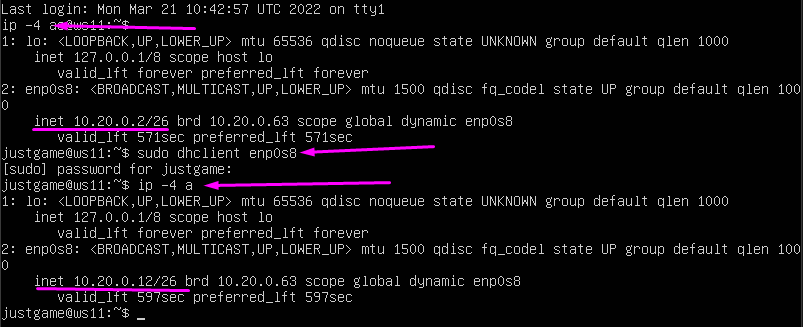 Last login: Mon Mar 21 10:42:57 UTC 2022 on tty1
ip -4 a@ws11:~$
1: lo: <LOOPBACK,UP,LOWER_UP> mtu 65536 qdisc noqueue state UNKNOWN group default qlen 1000
inet 127.0.0.1/8 scope host lo
valid_lft forever preferred_lft forever
2: enp0s8: <BROADCAST,MULTICAST,UP,LOWER_UP> mtu 1500 qdisc fq_codel state UP group default qlen 100
0
inet 10.20.0.2/26 brd 10.20.0.63 scope global dynamic enp0s8
valid_lft 571sec preferred_lft 571sec
justgame@ws11:~$ sudo dhclient enp0s8
[sudo] password for justgame:
justgame@ws11:~$ ip -4 a
1: lo: <LOOPBACK,UP,LOWER_UP> mtu 65536 qdisc noqueue state UNKNOWN group default qlen 1000
inet 127.0.0.1/8 scope host lo
valid_lft forever preferred_lft forever
2: enp0s8: <BROADCAST,MULTICAST,UP,LOWER_UP> mtu 1500 qdisc fq_codel state UP group default qlen 100
0
inet 10.20.0.12/26 brd 10.20.0.63 scope global dynamic enp0s8
valid_lft 597sec preferred_lft 597sec
justgame@ws11:~$ _